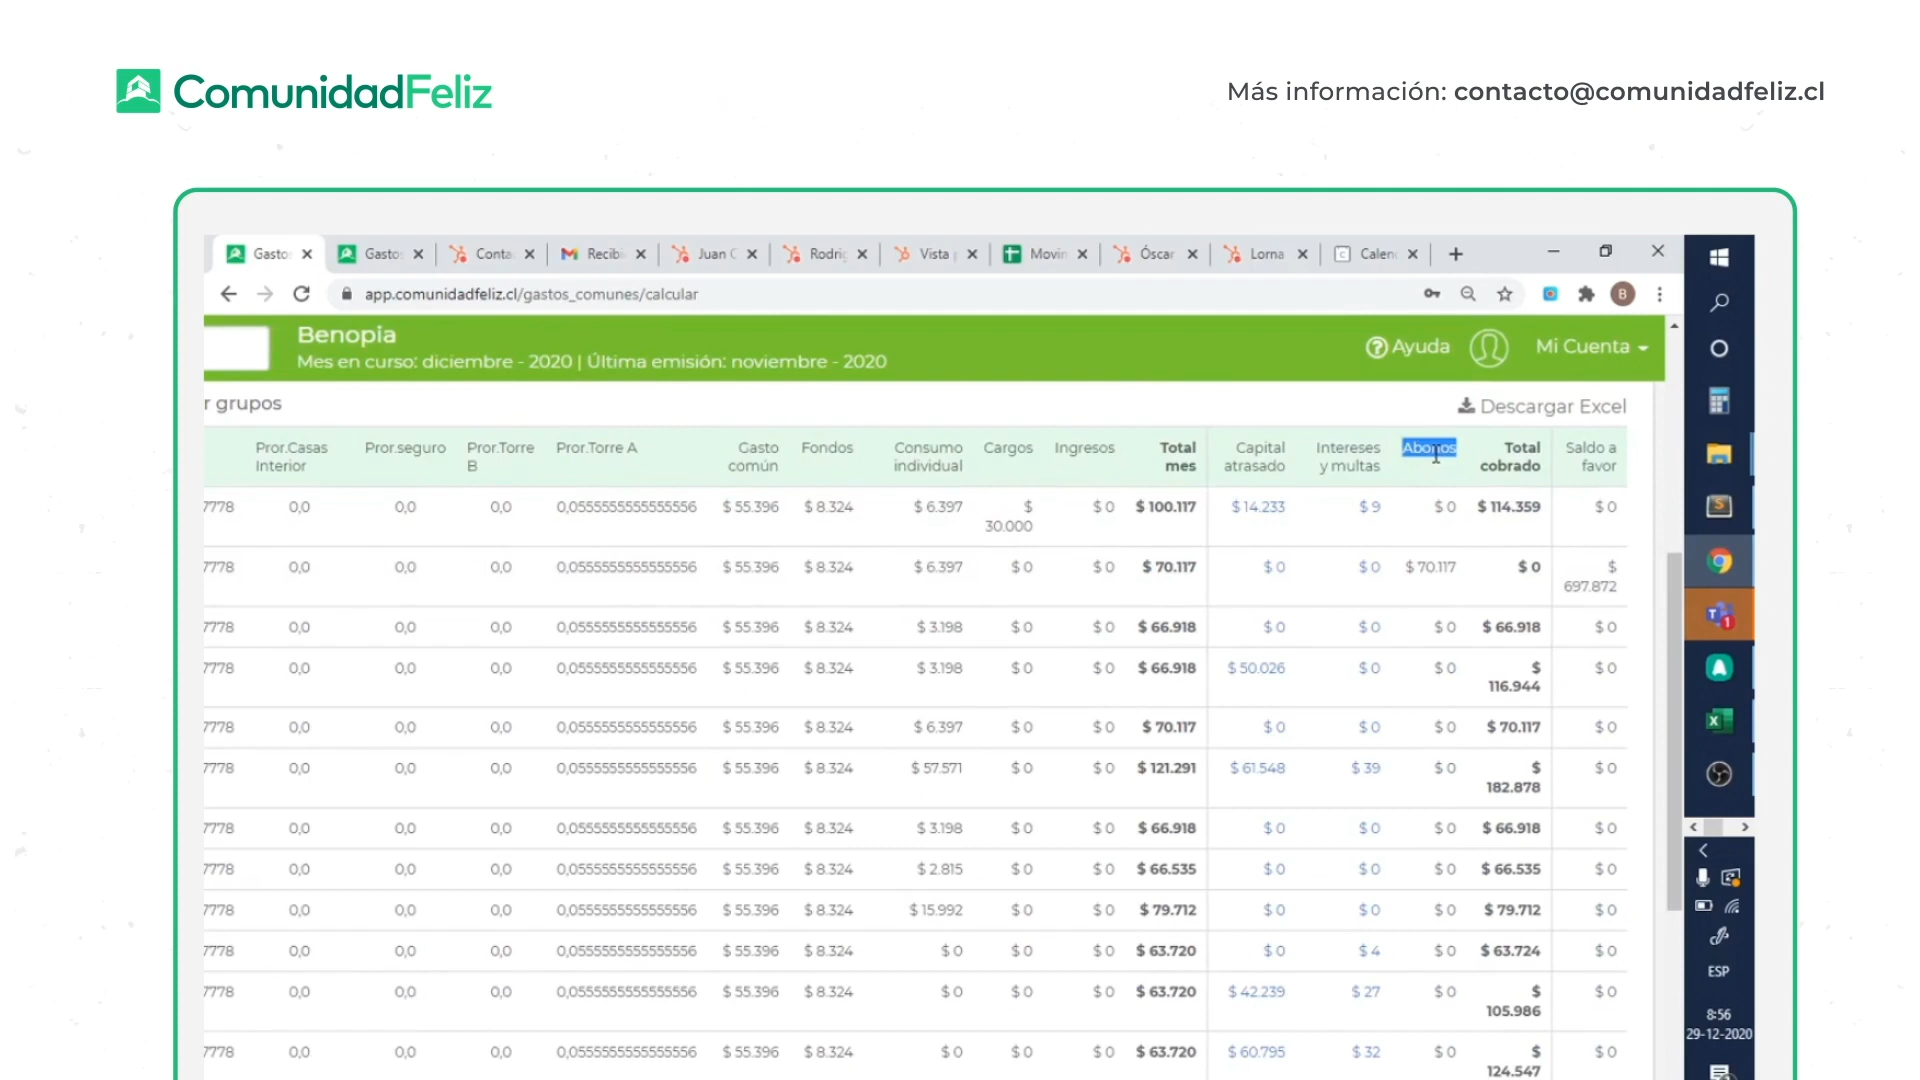 ComunidadFeliz
Más información: contacto@comunidadfeliz.cl
Gasto: Gasto: Conta Recibi Juan C Rodrig Vista Movin Óscar Lorna Calen
app.comunidadfeliz.cl/gastos_comunes/calcular
B
Benopia
Mes en curso: diciembre - 2020 | Última emisión: noviembre - 2020
Ayuda
Mi Cuenta
r grupos
Descargar Excel
Pror.Casas Interior Pror.seguro Pror.Torre B Pror.Torre A Gasto común Fondos Consumo individual Cargos Ingresos Total mes Capital atrasado Intereses y multas Abonos Total cobrado Saldo a favor
7778 0,0 0,0 0,0 0,0555555555555556 $ 55.396 $ 8.324 $ 6.397 $ 30.000 $ 0 $ 100.117 $ 14.233 $ 9 $ 0 $ 114.359 $ 0
7778 0,0 0,0 0,0 0,0555555555555556 $ 55.396 $ 8.324 $ 6.397 $ 0 $ 0 $ 70.117 $ 0 $ 0 $ 70.117 $ 0 $ 697.872
7778 0,0 0,0 0,0 0,0555555555555556 $ 55.396 $ 8.324 $ 3.198 $ 0 $ 0 $ 66.918 $ 0 $ 0 $ 0 $ 66.918 $ 0
7778 0,0 0,0 0,0 0,0555555555555556 $ 55.396 $ 8.324 $ 3.198 $ 0 $ 0 $ 66.918 $ 50.026 $ 0 $ 0 $ 116.944 $ 0
7778 0,0 0,0 0,0 0,0555555555555556 $ 55.396 $ 8.324 $ 6.397 $ 0 $ 0 $ 70.117 $ 0 $ 0 $ 0 $ 70.117 $ 0
7778 0,0 0,0 0,0 0,0555555555555556 $ 55.396 $ 8.324 $ 57.571 $ 0 $ 0 $ 121.291 $ 61.548 $ 39 $ 0 $ 182.878 $ 0
7778 0,0 0,0 0,0 0,0555555555555556 $ 55.396 $ 8.324 $ 3.198 $ 0 $ 0 $ 66.918 $ 0 $ 0 $ 0 $ 66.918 $ 0
7778 0,0 0,0 0,0 0,0555555555555556 $ 55.396 $ 8.324 $ 2.815 $ 0 $ 0 $ 66.535 $ 0 $ 0 $ 0 $ 66.535 $ 0
7778 0,0 0,0 0,0 0,0555555555555556 $ 55.396 $ 8.324 $ 15.992 $ 0 $ 0 $ 79.712 $ 0 $ 0 $ 0 $ 79.712 $ 0
7778 0,0 0,0 0,0 0,0555555555555556 $ 55.396 $ 8.324 $ 0 $ 0 $ 0 $ 63.720 $ 0 $ 4 $ 0 $ 63.724 $ 0
7778 0,0 0,0 0,0 0,0555555555555556 $ 55.396 $ 8.324 $ 0 $ 0 $ 0 $ 63.720 $ 42.239 $ 27 $ 0 $ 105.986 $ 0
7778 0,0 0,0 0,0 0,0555555555555556 $ 55.396 $ 8.324 $ 0 $ 0 $ 0 $ 63.720 $ 60.795 $ 32 $ 0 $ 124.547 $ 0
ESP
8:56
29-12-2020